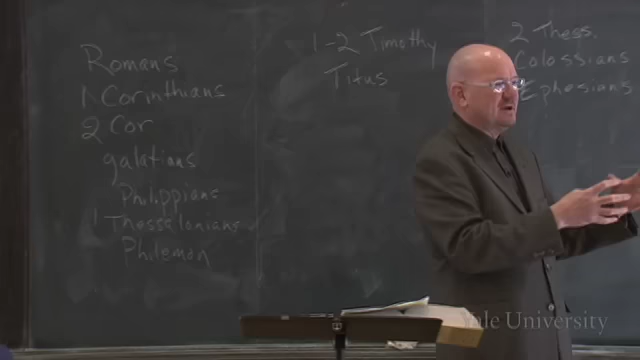 Romans
1 Corinthians
2 Cor
galatians
Philippians
1 Thessalonians
Philemon
1-2 Timothy
Titus
2 Thess.
Colossians
Ephesians
Yale University